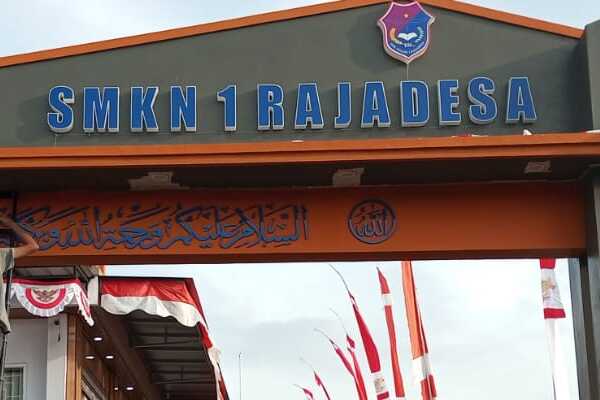 SMKN 1 RAJADESA
السلام عليكم ورحمة الله وبركاته
الله